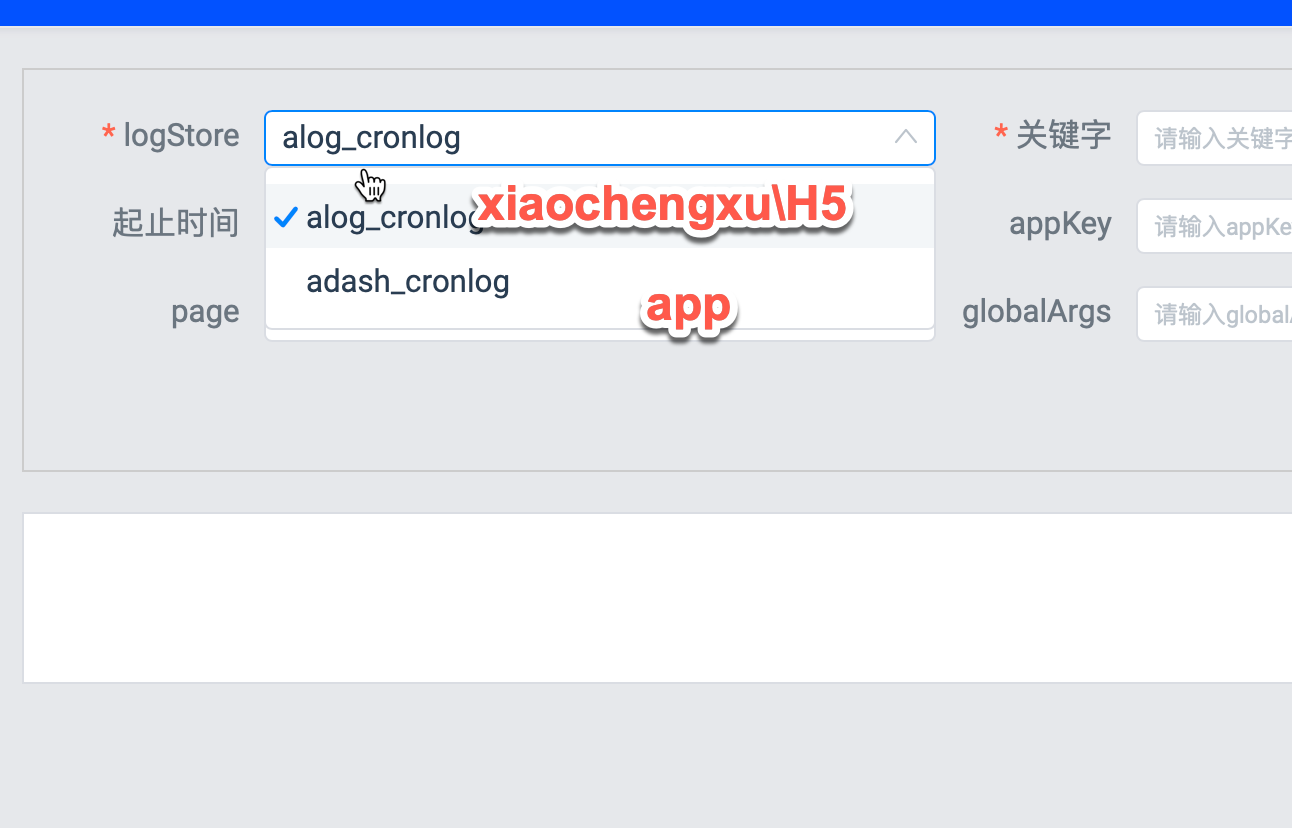 * logStore
alog_cronlog
* 关键字
请输入关键字
起止时间
alog_cronlog
xiaochengxu\H5
appKey
请输入appKe
adash_cronlog
page
app
globalArgs
请输入global